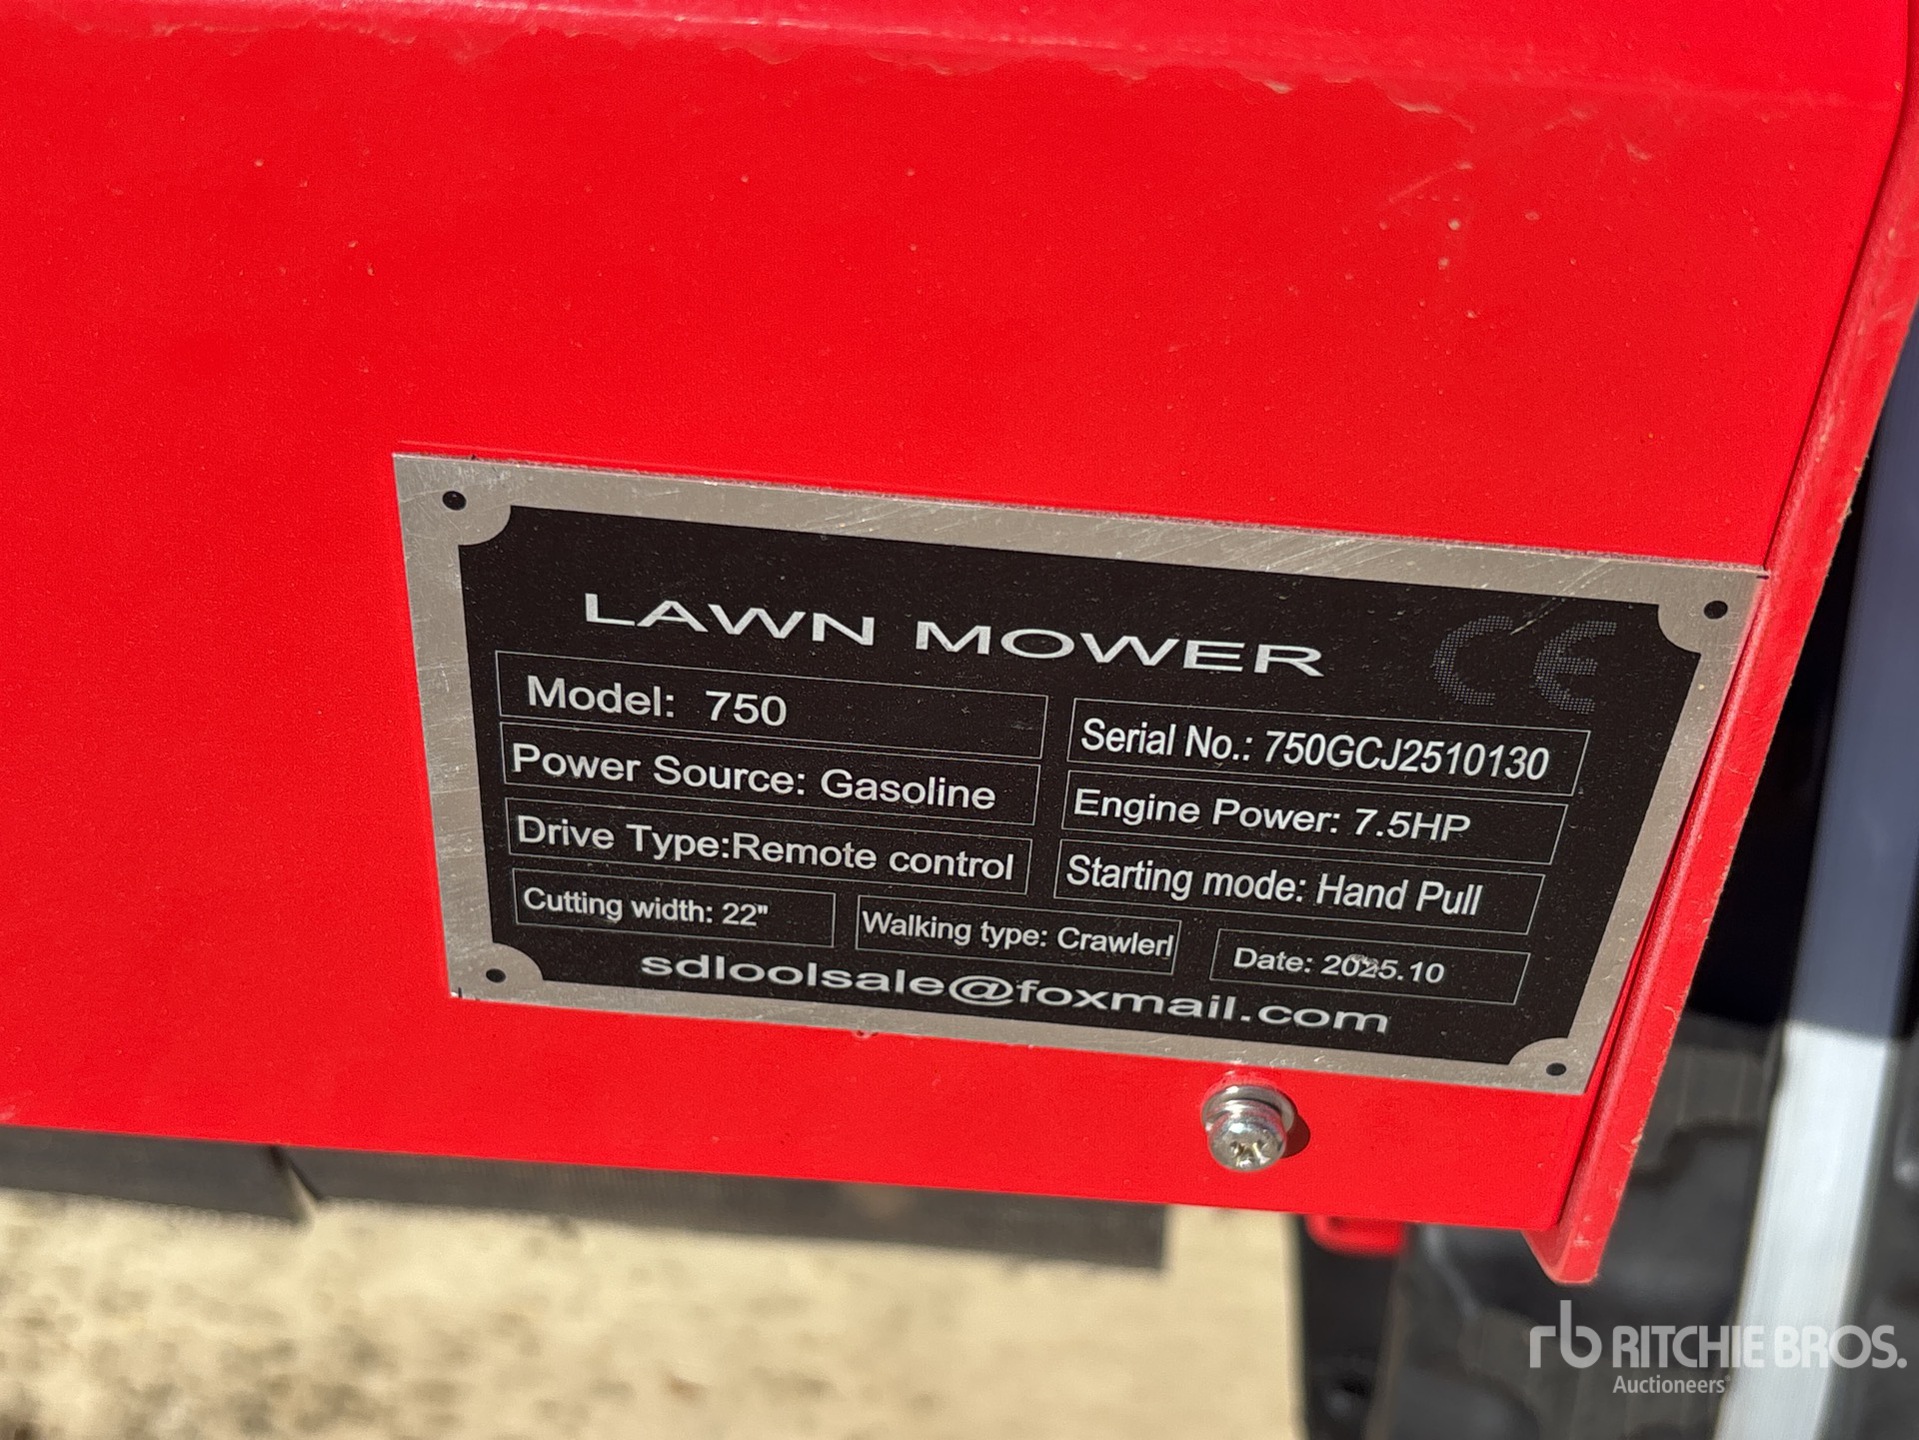 LAWN MOWER CE
Model: 750
Serial No.: 750GCJ2510130
Power Source: Gasoline
Engine Power: 7.5HP
Drive Type:Remote control
Starting mode: Hand Pull
Cutting width: 22"
Walking type: Crawlerl
Date: 2025.10
sdloolsale@foxmail.com
rb RITCHIE BROS.
Auctioneers